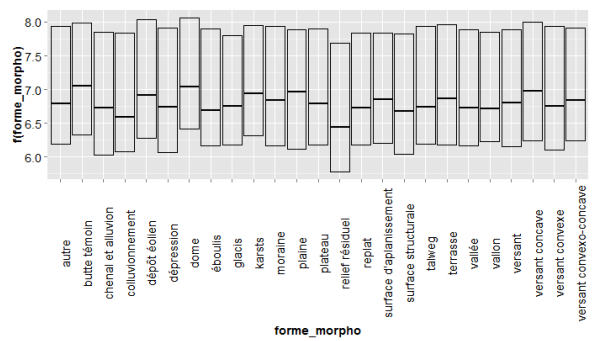 f(forme_morpho)
8.0
7.5
7.0
6.5
6.0
autre
butte témoin
chenal et alluvion
colluvionnement
dépôt éolien
dépression
dome
éboulis
glacis
karsts
moraine
plaine
plateau
relief résiduel
replat
surface d'aplanissement
surface structurale
talweg
terrasse
vallée
vallon
versant
versant concave
versant convexe
versant convexo-concave
forme_morpho